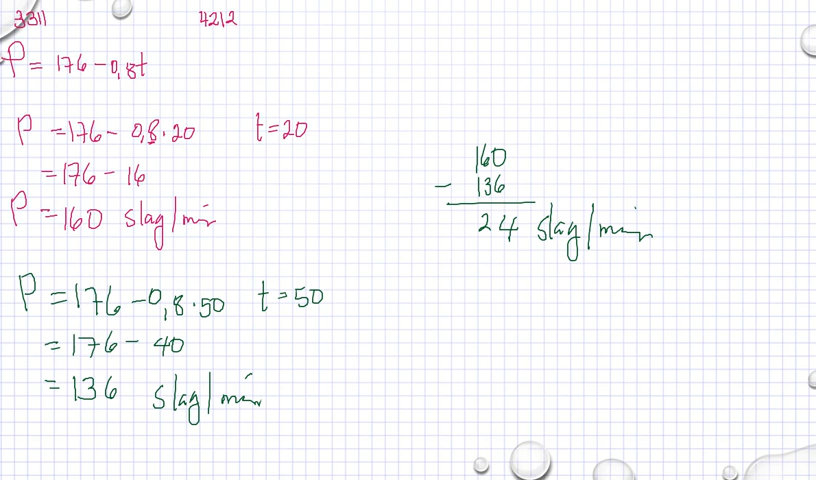 3311 4212
P = 176 - 0,8t
P = 176 - 0,8 · 20 t = 20
= 176 - 16
P = 160 slag/min
P = 176 - 0,8 · 50 t = 50
= 176 - 40
= 136 slag/min
160
- 136
24 slag/min